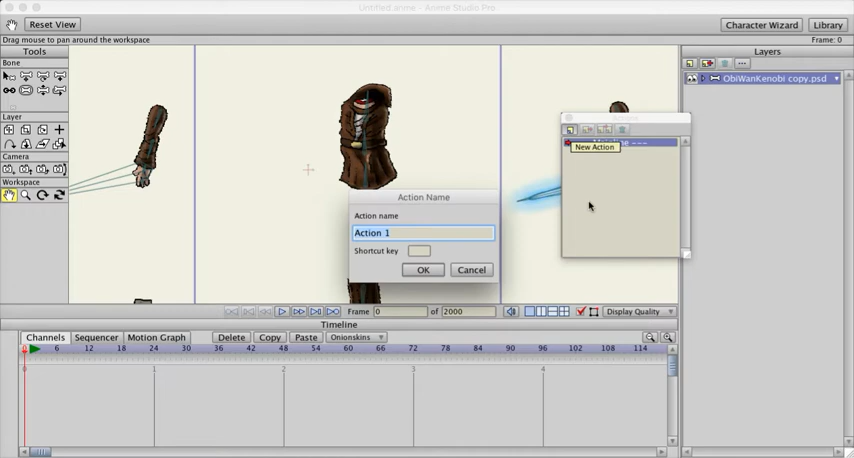 Untitled.anme - Anime Studio Pro
Reset View
Character Wizard
Library
Drag mouse to pan around the workspace
Frame: 0
Tools
Bone
Layer
Camera
Workspace
Layers
ObiWanKenobi copy.psd
Actions
New Action
Action Name
Action name
Action 1
Shortcut key
OK
Cancel
Frame 0 of 2000
Display Quality
Timeline
Channels
Sequencer
Motion Graph
Delete
Copy
Paste
Onionskins
0 6 12 18 24 30 36 42 48 54 60 66 72 78 84 90 96 102 108 114
0 1 2 3 4